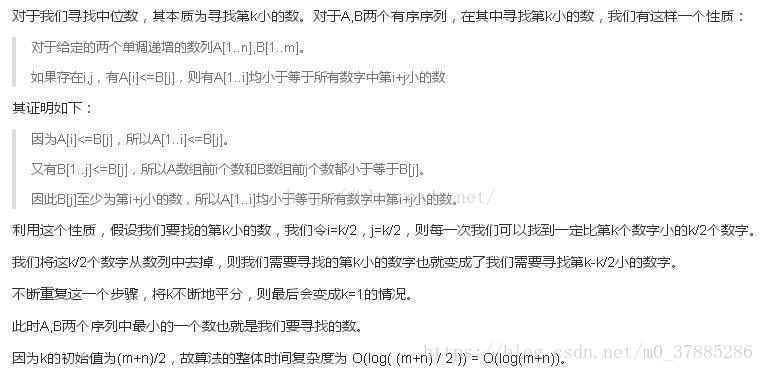 对于我们寻找中位数，其本质为寻找第k小的数。对于A,B两个有序序列，在其中寻找第k小的数，我们有这样一个性质：
对于给定的两个单调递增的数列A[1..n],B[1..m]。
如果存在i,j，有A[i]<=B[j]，则有A[1..i]均小于等于所有数字中第i+j小的数
其证明如下：
因为A[i]<=B[j]，所以A[1..i]<=B[j]。
又有B[1..j]<=B[j]，所以A数组前i个数和B数组前j个数都小于等于B[j]。
因此B[j]至少为第i+j小的数，所以A[1..i]均小于等于所有数字中第i+j小的数。
利用这个性质，假设我们要找的第k小的数，我们令i=k/2，j=k/2，则每一次我们可以找到一定比第k个数字小的k/2个数字。
我们将这k/2个数字从数列中去掉，则我们需要寻找的第k小的数字也就变成了我们需要寻找第k-k/2小的数字。
不断重复这一个步骤，将k不断地平分，则最后会变成k=1的情况。
此时A,B两个序列中最小的一个数也就是我们要寻找的数。
因为k的初始值为(m+n)/2，故算法的整体时间复杂度为 O(log( (m+n) / 2 )) = O(log(m+n))。
https://blog.csdn.net/m0_37885286